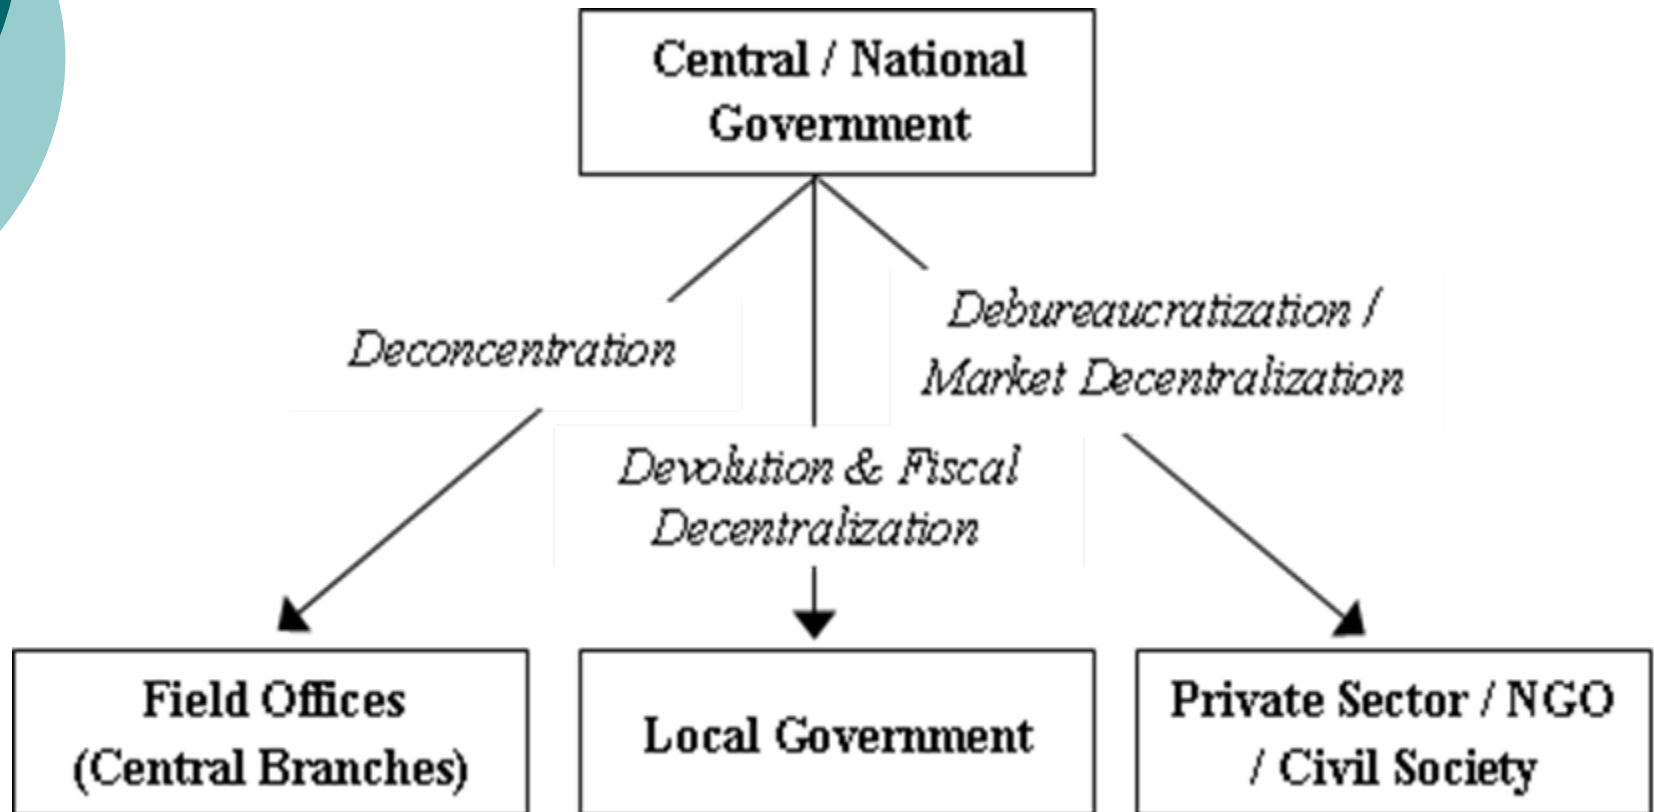 Central / National
Government
Deconcentration
Debureaucratization /
Market Decentralization
Devolution & Fiscal
Decentralization
Field Offices
(Central Branches)
Local Government
Private Sector / NGO
/ Civil Society